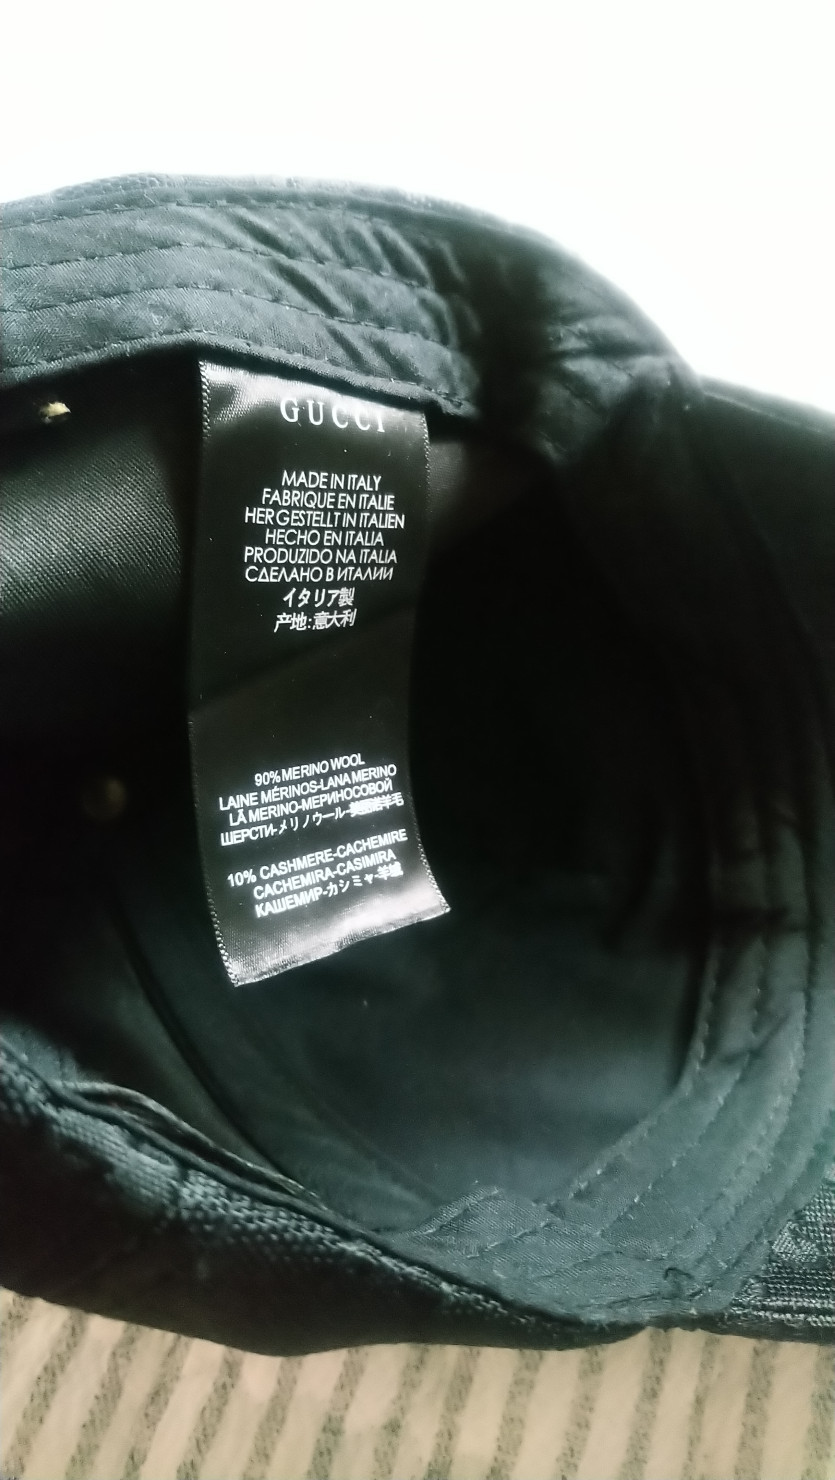 GUCCI
MADE IN ITALY
FABRIQUE EN ITALIE
HERGESTELLT IN ITALIEN
HECHO EN ITALIA
PRODUZIDO NA ITALIA
СДЕЛАНО В ИТАЛИИ
イタリア製
产地:意大利
90% MERINO WOOL
LAINE MÉRINOS-LANA MERINO
LÃ MERINO-МЕРИНОСОВОЙ
ШЕРСТИ-メリノウール-美丽诺羊毛
10% CASHMERE-CACHEMIRE
CACHEMIRA-CASIMIRA
КАШЕМИР-カシミャ-羊绒